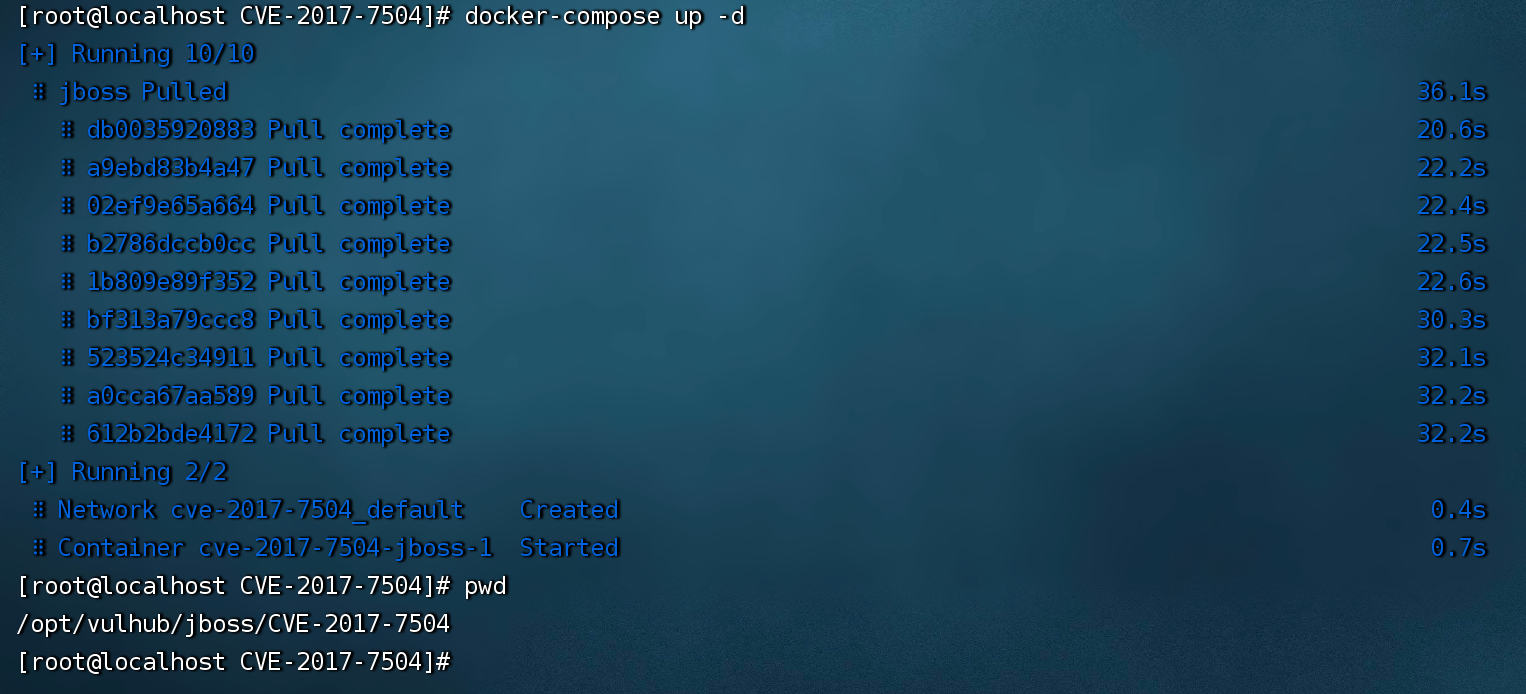 [root@localhost CVE-2017-7504]# docker-compose up -d
[+] Running 10/10
⠿ jboss Pulled 36.1s
⠿ db0035920883 Pull complete 20.6s
⠿ a9ebd83b4a47 Pull complete 22.2s
⠿ 02ef9e65a664 Pull complete 22.4s
⠿ b2786dccb0cc Pull complete 22.5s
⠿ 1b809e89f352 Pull complete 22.6s
⠿ bf313a79ccc8 Pull complete 30.3s
⠿ 523524c34911 Pull complete 32.1s
⠿ a0cca67aa589 Pull complete 32.2s
⠿ 612b2bde4172 Pull complete 32.2s
[+] Running 2/2
⠿ Network cve-2017-7504_default Created 0.4s
⠿ Container cve-2017-7504-jboss-1 Started 0.7s
[root@localhost CVE-2017-7504]# pwd
/opt/vulhub/jboss/CVE-2017-7504
[root@localhost CVE-2017-7504]#